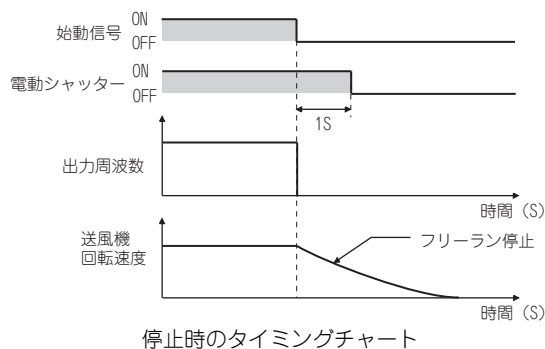 始動信号
ON
OFF
電動シャッター
ON
OFF
1S
出力周波数
時間（S）
送風機
回転速度
フリーラン停止
時間（S）
停止時のタイミングチャート